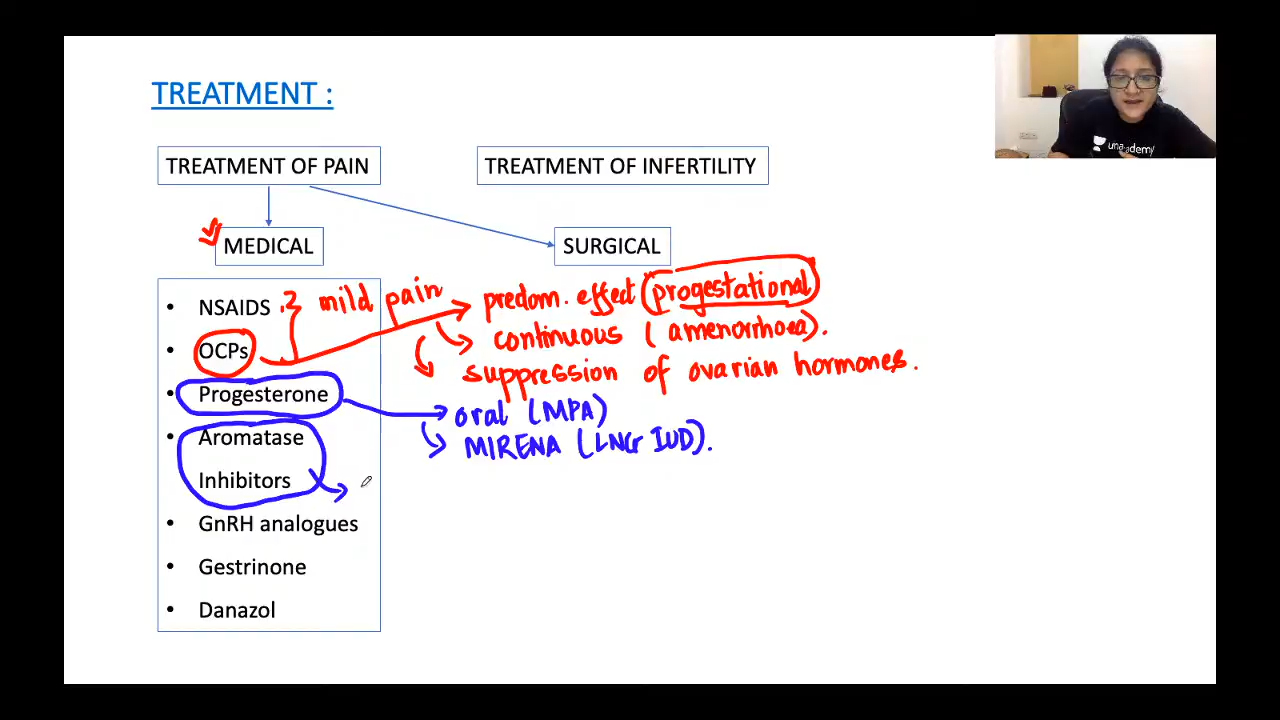 TREATMENT :
TREATMENT OF PAIN
TREATMENT OF INFERTILITY
MEDICAL
SURGICAL
• NSAIDS
mild pain
predom. effect (progestational)
• OCPs
continuous (amenorrhoea).
suppression of ovarian hormones.
• Progesterone
oral (MPA)
• Aromatase
MIRENA (LNG IUD).
Inhibitors
• GnRH analogues
• Gestrinone
• Danazol
unacademy